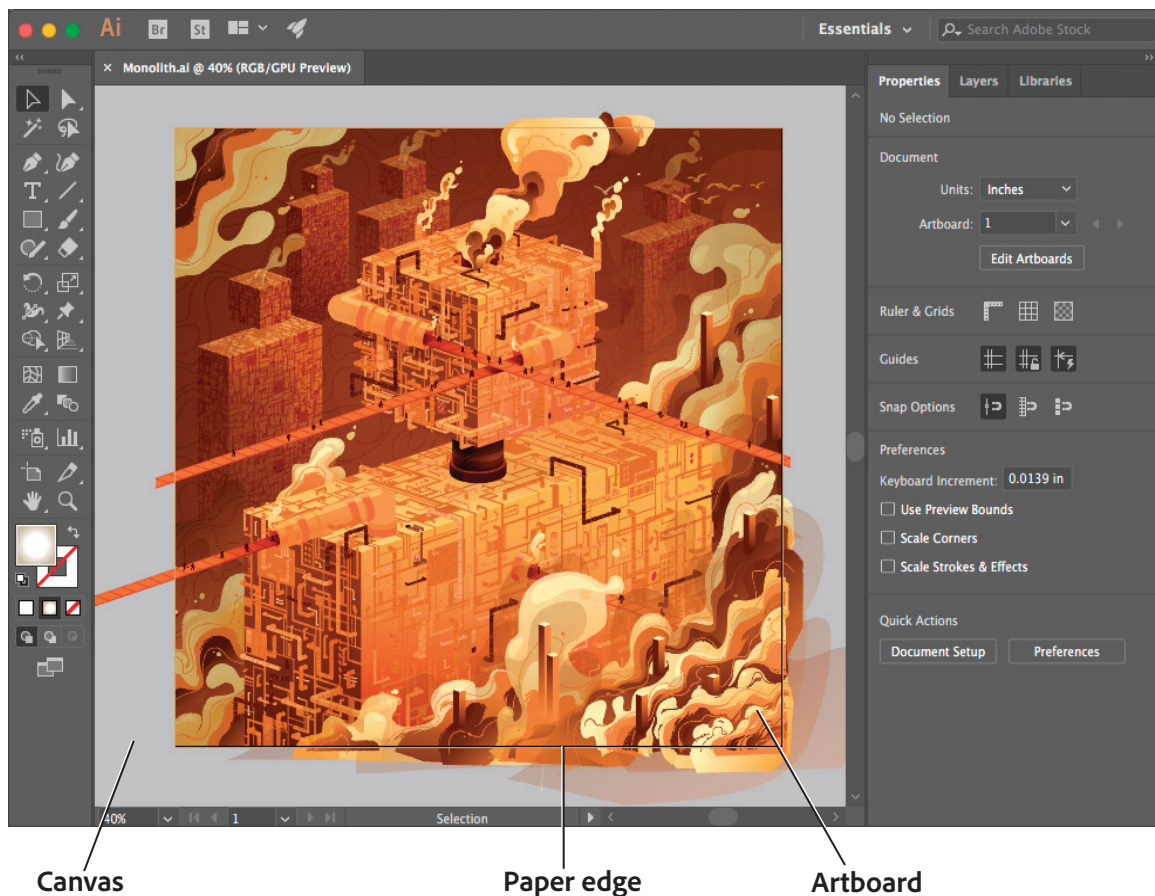 Ai Br St Essentials Search Adobe Stock
× Monolith.ai @ 40% (RGB/GPU Preview)
Properties Layers Libraries
No Selection
Document
Units: Inches
Artboard: 1
Edit Artboards
Ruler & Grids
Guides
Snap Options
Preferences
Keyboard Increment: 0.0139 in
Use Preview Bounds
Scale Corners
Scale Strokes & Effects
Quick Actions
Document Setup Preferences
40% 1 Selection
Canvas Paper edge Artboard